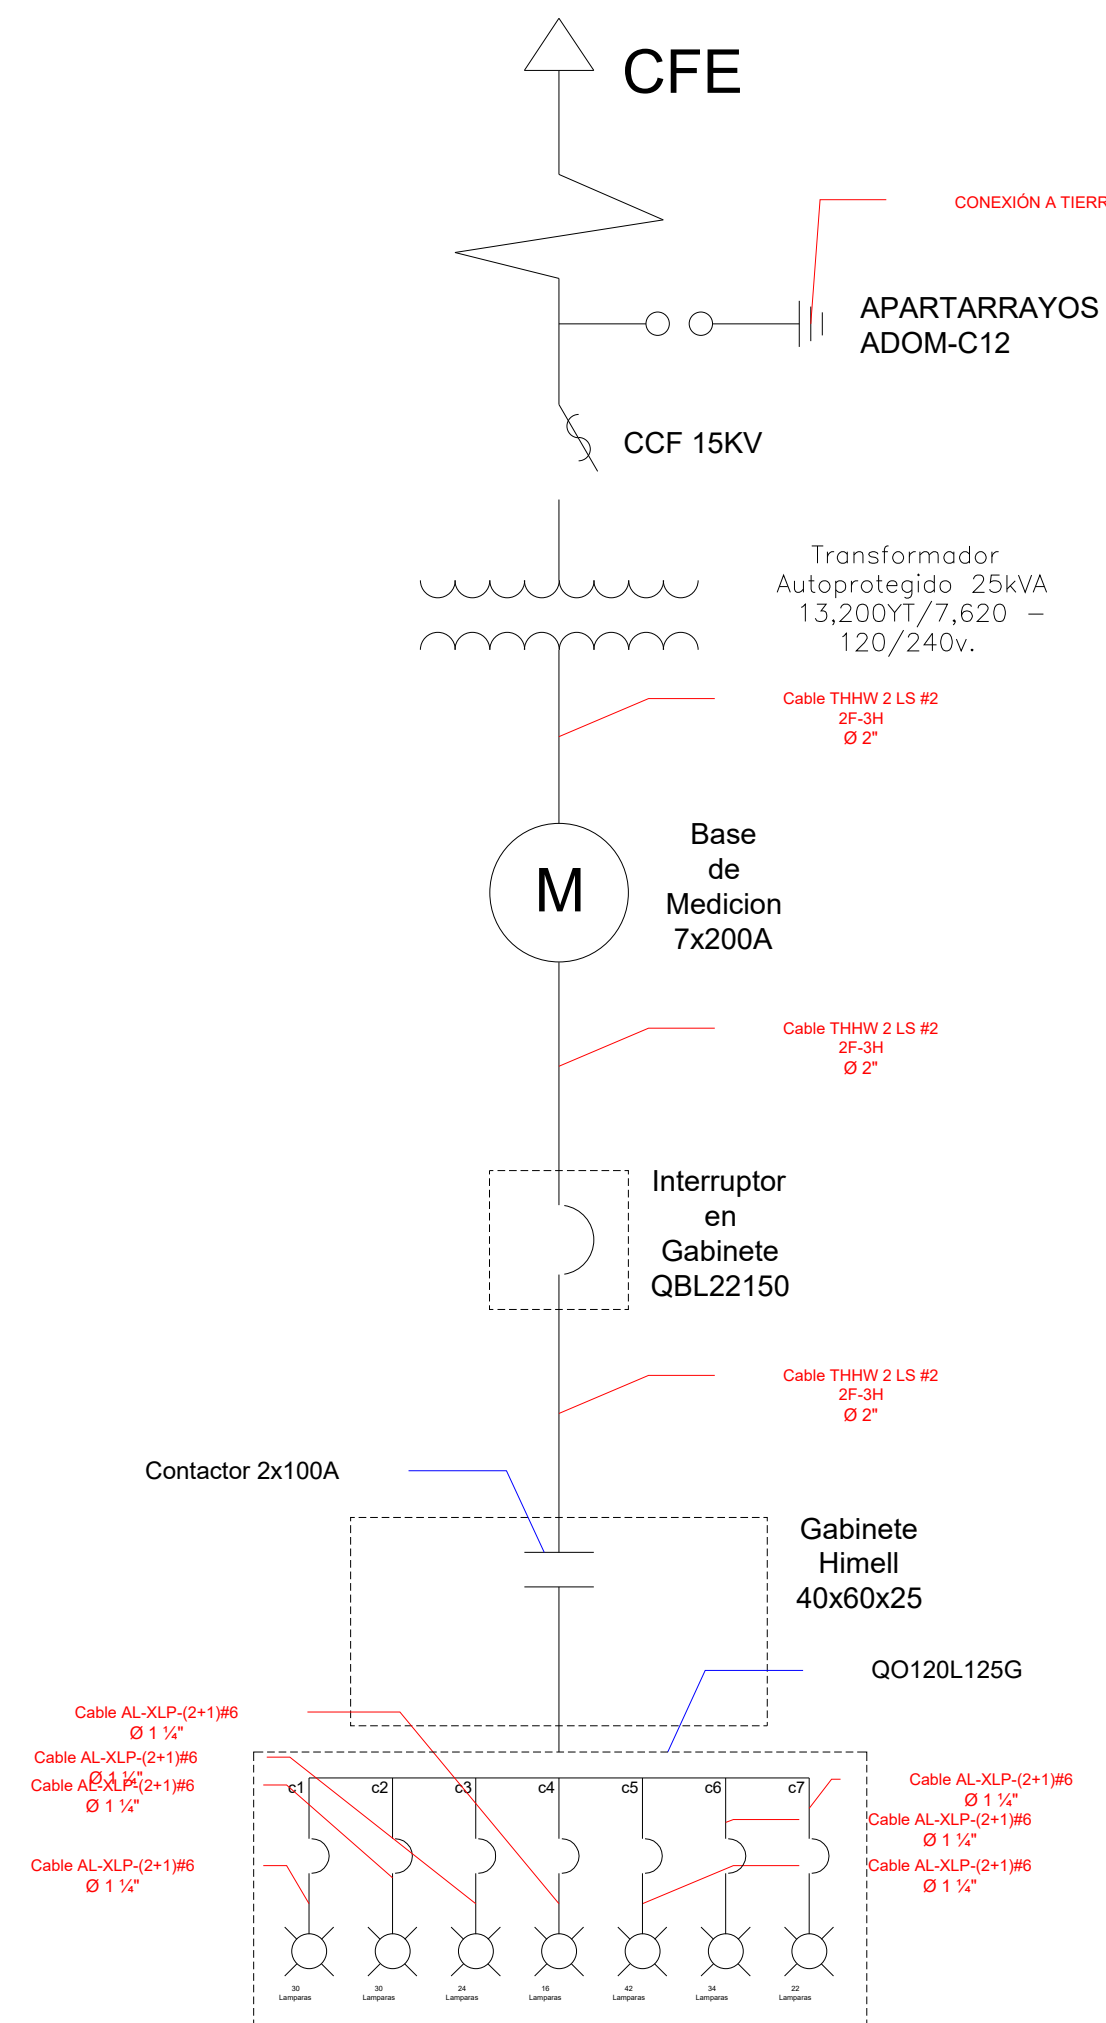 CFE
CONEXIÓN A TIERR
APARTARRAYOS
ADOM-C12
CCF 15KV
Transformador
Autoprotegido 25kVA
13,200YT/7,620 –
120/240v.
Cable THHW 2 LS #2
2F-3H
Ø 2"
M
Base
de
Medicion
7x200A
Cable THHW 2 LS #2
2F-3H
Ø 2"
Interruptor
en
Gabinete
QBL22150
Cable THHW 2 LS #2
2F-3H
Ø 2"
Contactor 2x100A
Gabinete
Himell
40x60x25
QO120L125G
Cable AL-XLP-(2+1)#6
Ø 1 ¼"
Cable AL-XLP-(2+1)#6
Ø 1 ¼"
Cable AL-XLP-(2+1)#6
Ø 1 ¼"
Cable AL-XLP-(2+1)#6
Ø 1 ¼"
c1 c2 c3 c4 c5 c6 c7
Cable AL-XLP-(2+1)#6
Ø 1 ¼"
Cable AL-XLP-(2+1)#6
Ø 1 ¼"
Cable AL-XLP-(2+1)#6
Ø 1 ¼"
30 30 24 16 42 34 22
Lamparas Lamparas Lamparas Lamparas Lamparas Lamparas Lamparas